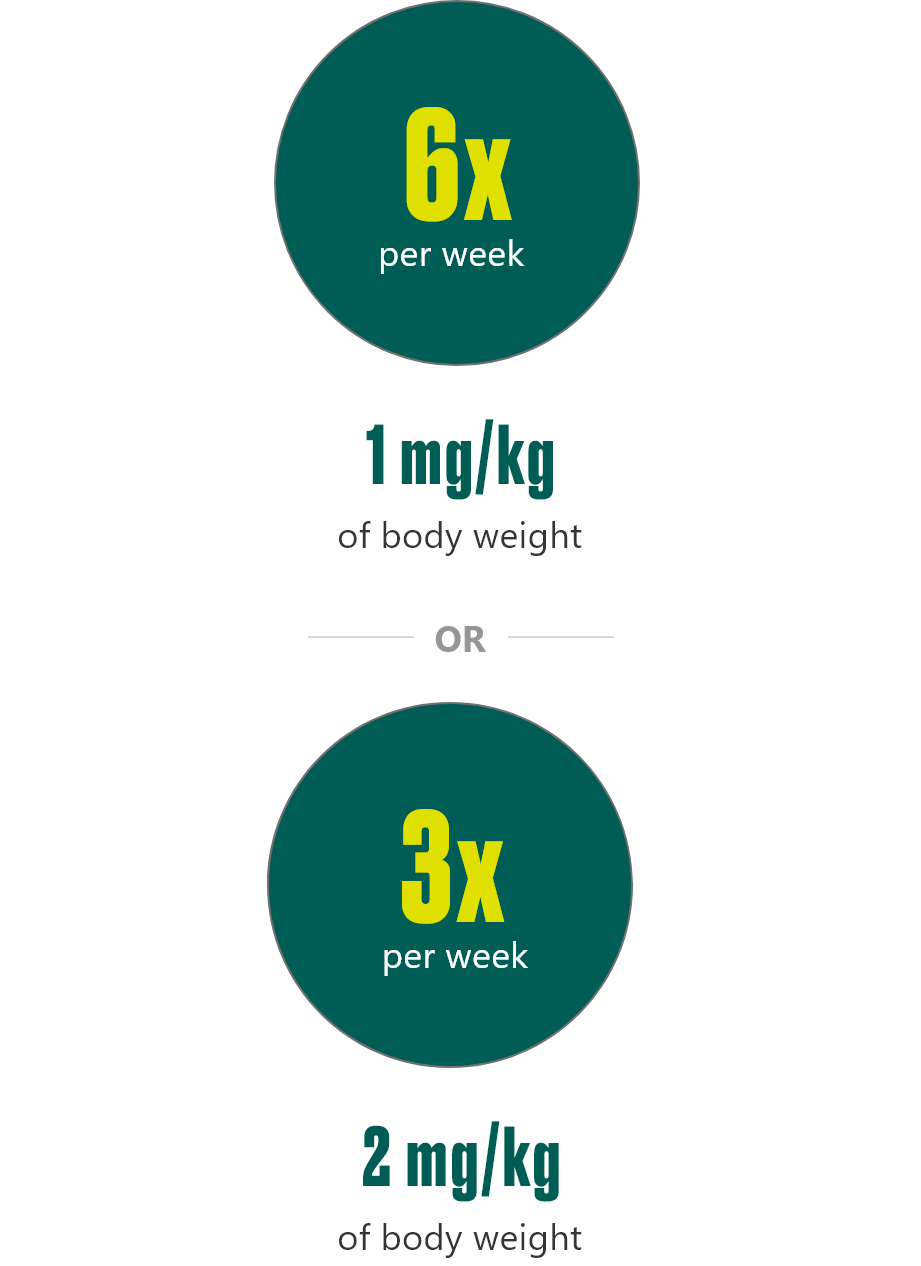 6x
per week
1 mg/kg
of body weight
OR
3x
per week
2 mg/kg
of body weight